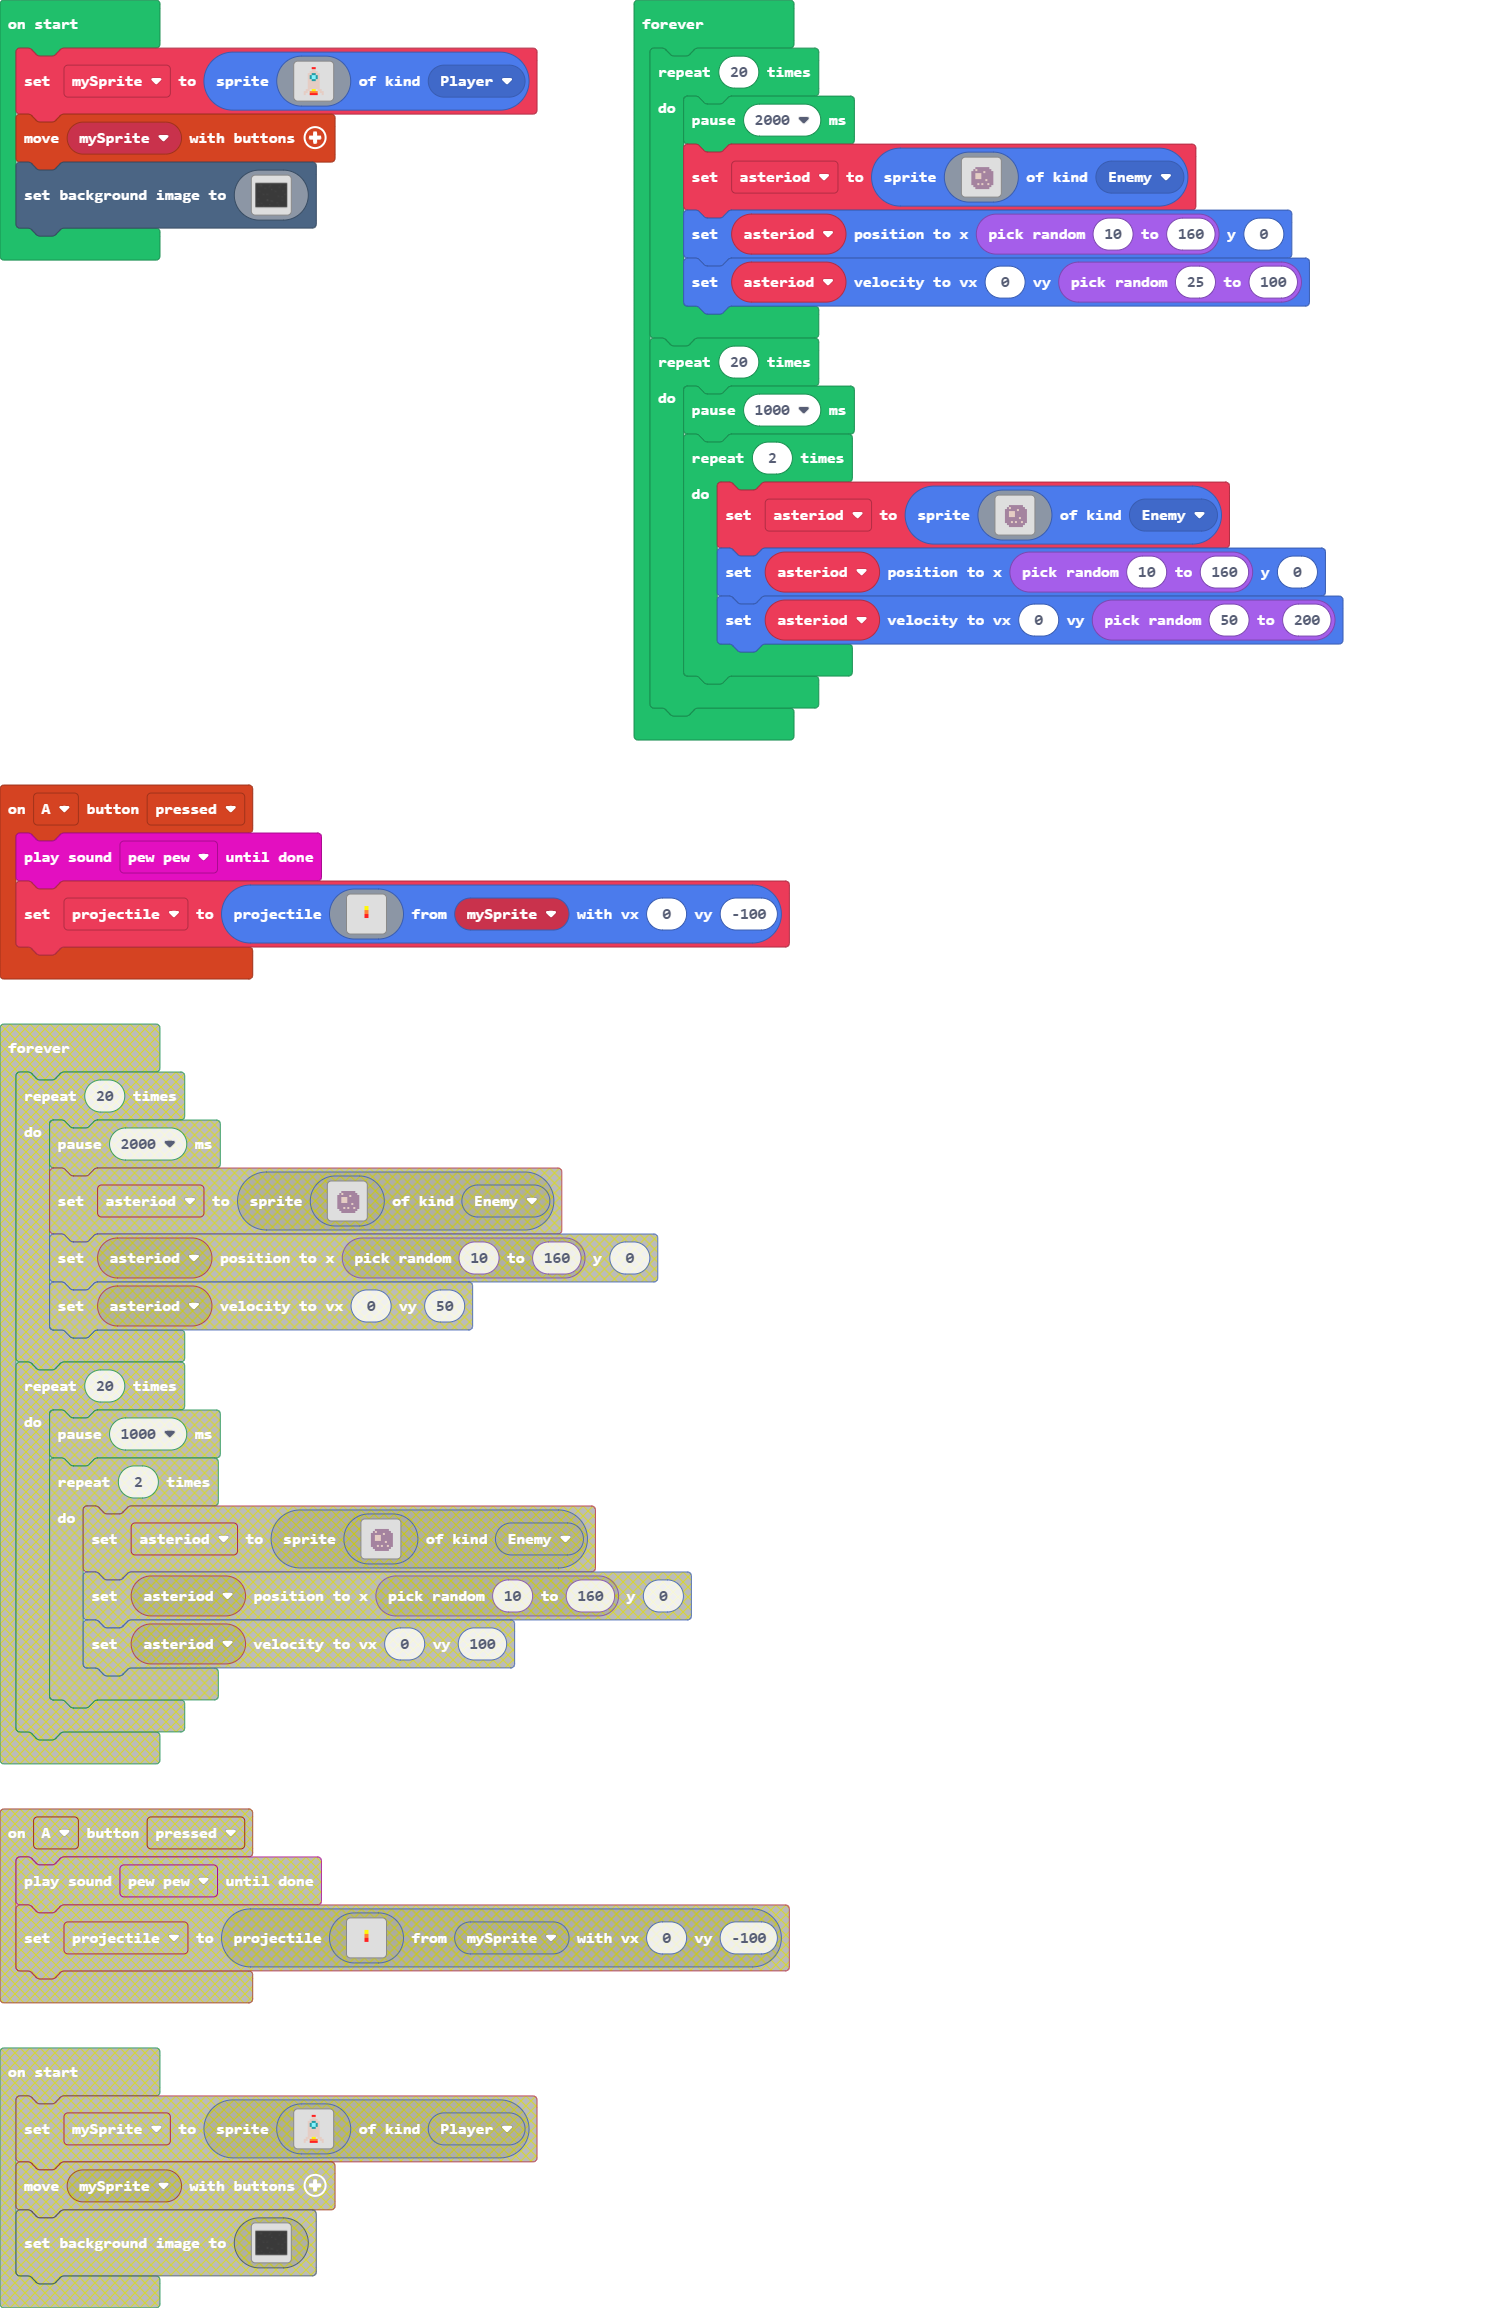 on start
set mySprite to sprite of kind Player
move mySprite with buttons
set background image to
forever
repeat 20 times
do
pause 2000 ms
set asteriod to sprite of kind Enemy
set asteriod position to x pick random 10 to 160 y 0
set asteriod velocity to vx 0 vy pick random 25 to 100
repeat 20 times
do
pause 1000 ms
repeat 2 times
do
set asteriod to sprite of kind Enemy
set asteriod position to x pick random 10 to 160 y 0
set asteriod velocity to vx 0 vy pick random 50 to 200
on A button pressed
play sound pew pew until done
set projectile to projectile from mySprite with vx 0 vy -100
forever
repeat 20 times
do
pause 2000 ms
set asteriod to sprite of kind Enemy
set asteriod position to x pick random 10 to 160 y 0
set asteriod velocity to vx 0 vy 50
repeat 20 times
do
pause 1000 ms
repeat 2 times
do
set asteriod to sprite of kind Enemy
set asteriod position to x pick random 10 to 160 y 0
set asteriod velocity to vx 0 vy 100
on A button pressed
play sound pew pew until done
set projectile to projectile from mySprite with vx 0 vy -100
on start
set mySprite to sprite of kind Player
move mySprite with buttons
set background image to